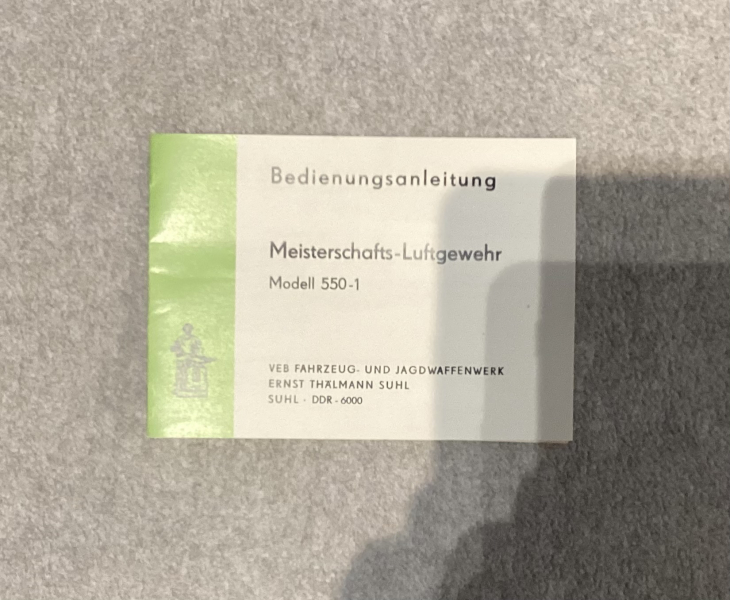 Bedienungsanleitung
Meisterschafts-Luftgewehr
Modell 550-1
VEB FAHRZEUG- UND JAGDWAFFENWERK
ERNST THÄLMANN SUHL
SUHL · DDR - 6000